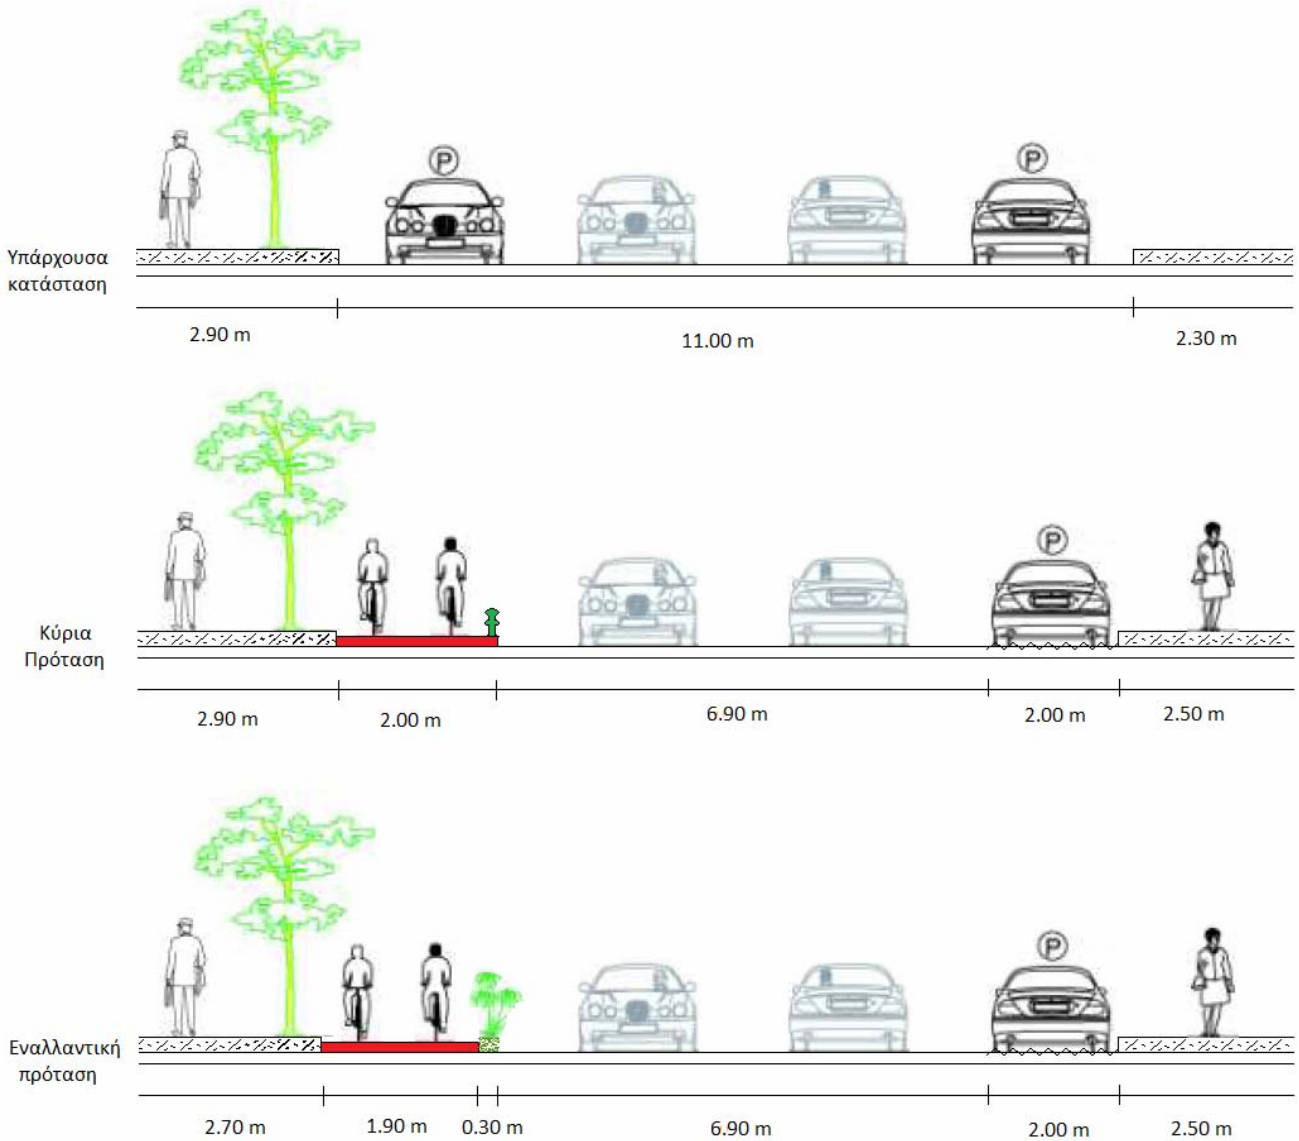 P
P
Υπάρχουσα
κατάσταση
2.90 m
11.00 m
2.30 m
P
Κύρια
Πρόταση
2.90 m
2.00 m
6.90 m
2.00 m
2.50 m
P
Εναλλαντική
πρόταση
2.70 m
1.90 m
0.30 m
6.90 m
2.00 m
2.50 m